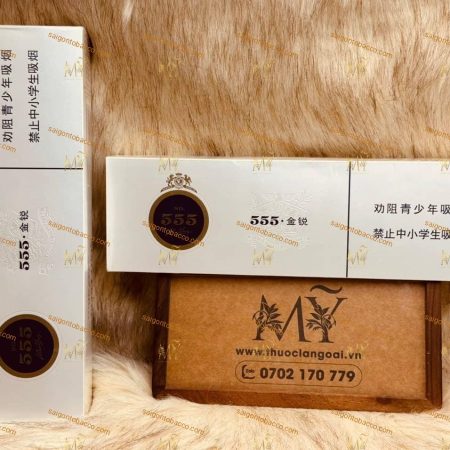 劝阻青少年吸烟
禁止中小学生吸烟
555·金锐
555
555
555·金锐
劝阻青少年吸
禁止中小学生吸
MỸ
www.thuoclangoai.vn
Zalo 0702 170 779
saigontobacco.com